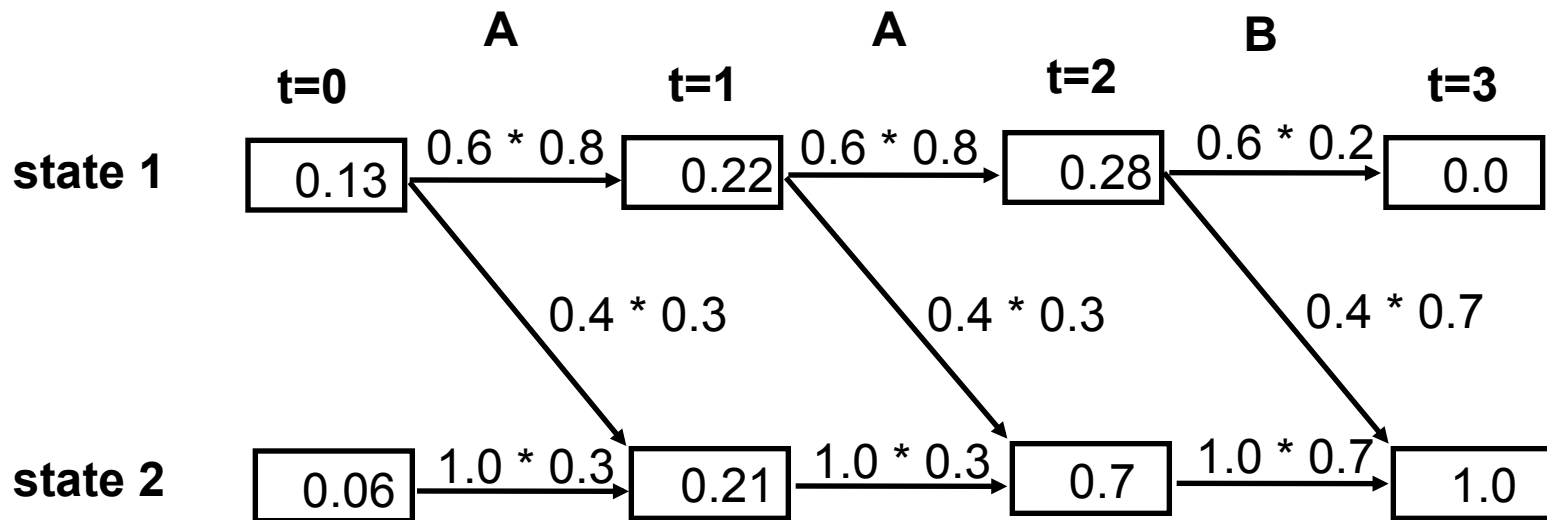 A A B
t=0 t=1 t=2 t=3
0.6 * 0.8 0.6 * 0.8 0.6 * 0.2
state 1 0.13 0.22 0.28 0.0
0.4 * 0.3 0.4 * 0.3 0.4 * 0.7
1.0 * 0.3 1.0 * 0.3 1.0 * 0.7
state 2 0.06 0.21 0.7 1.0